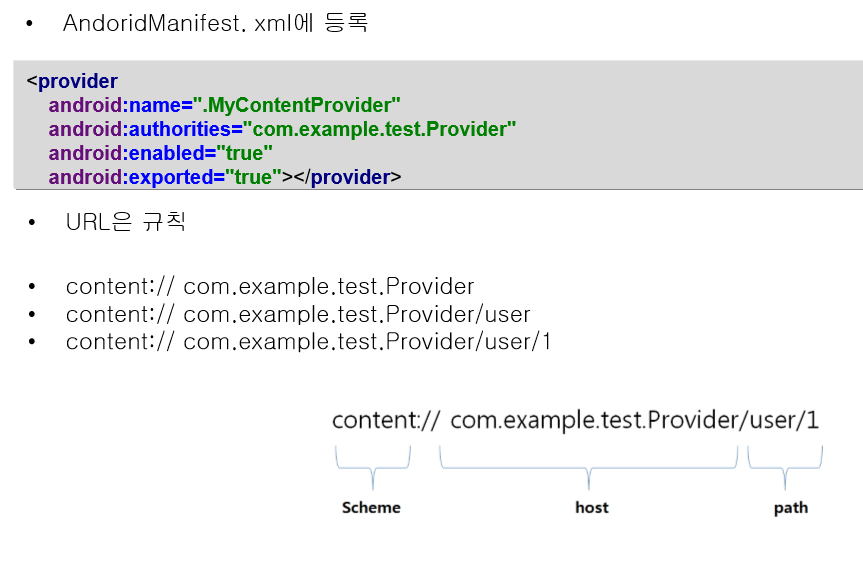 • AndoridManifest. xml에 등록
<provider
android:name=".MyContentProvider"
android:authorities="com.example.test.Provider"
android:enabled="true"
android:exported="true"></provider>
• URL은 규칙
• content:// com.example.test.Provider
• content:// com.example.test.Provider/user
• content:// com.example.test.Provider/user/1
content:// com.example.test.Provider/user/1
Scheme host path